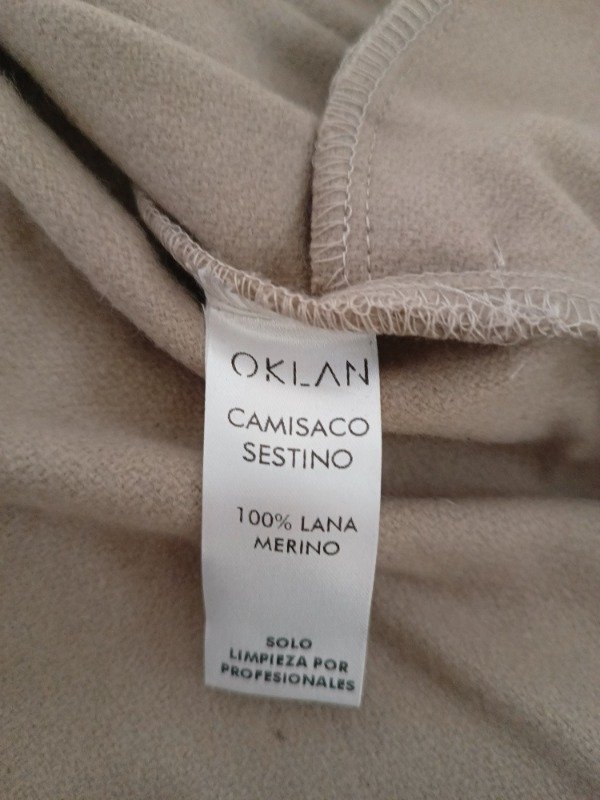 OKLAN
CAMISACO
SESTINO
100% LANA
MERINO
SOLO
LIMPIEZA POR
PROFESIONALES